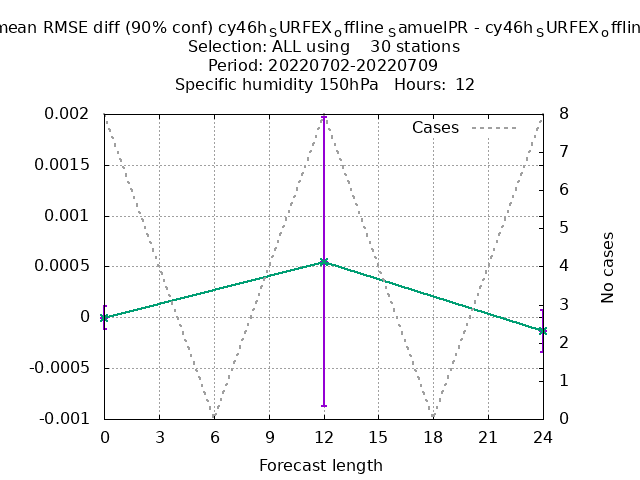 mean RMSE diff (90% conf) cy46h_SURFEX_offline_samueIPR - cy46h_SURFEX_offlin
Selection: ALL using 30 stations
Period: 20220702-20220709
Specific humidity 150hPa Hours: 12
Cases
0.002
0.0015
0.001
0.0005
0
-0.0005
-0.001
8
7
6
5
4
3
2
1
0
No cases
0 3 6 9 12 15 18 21 24
Forecast length